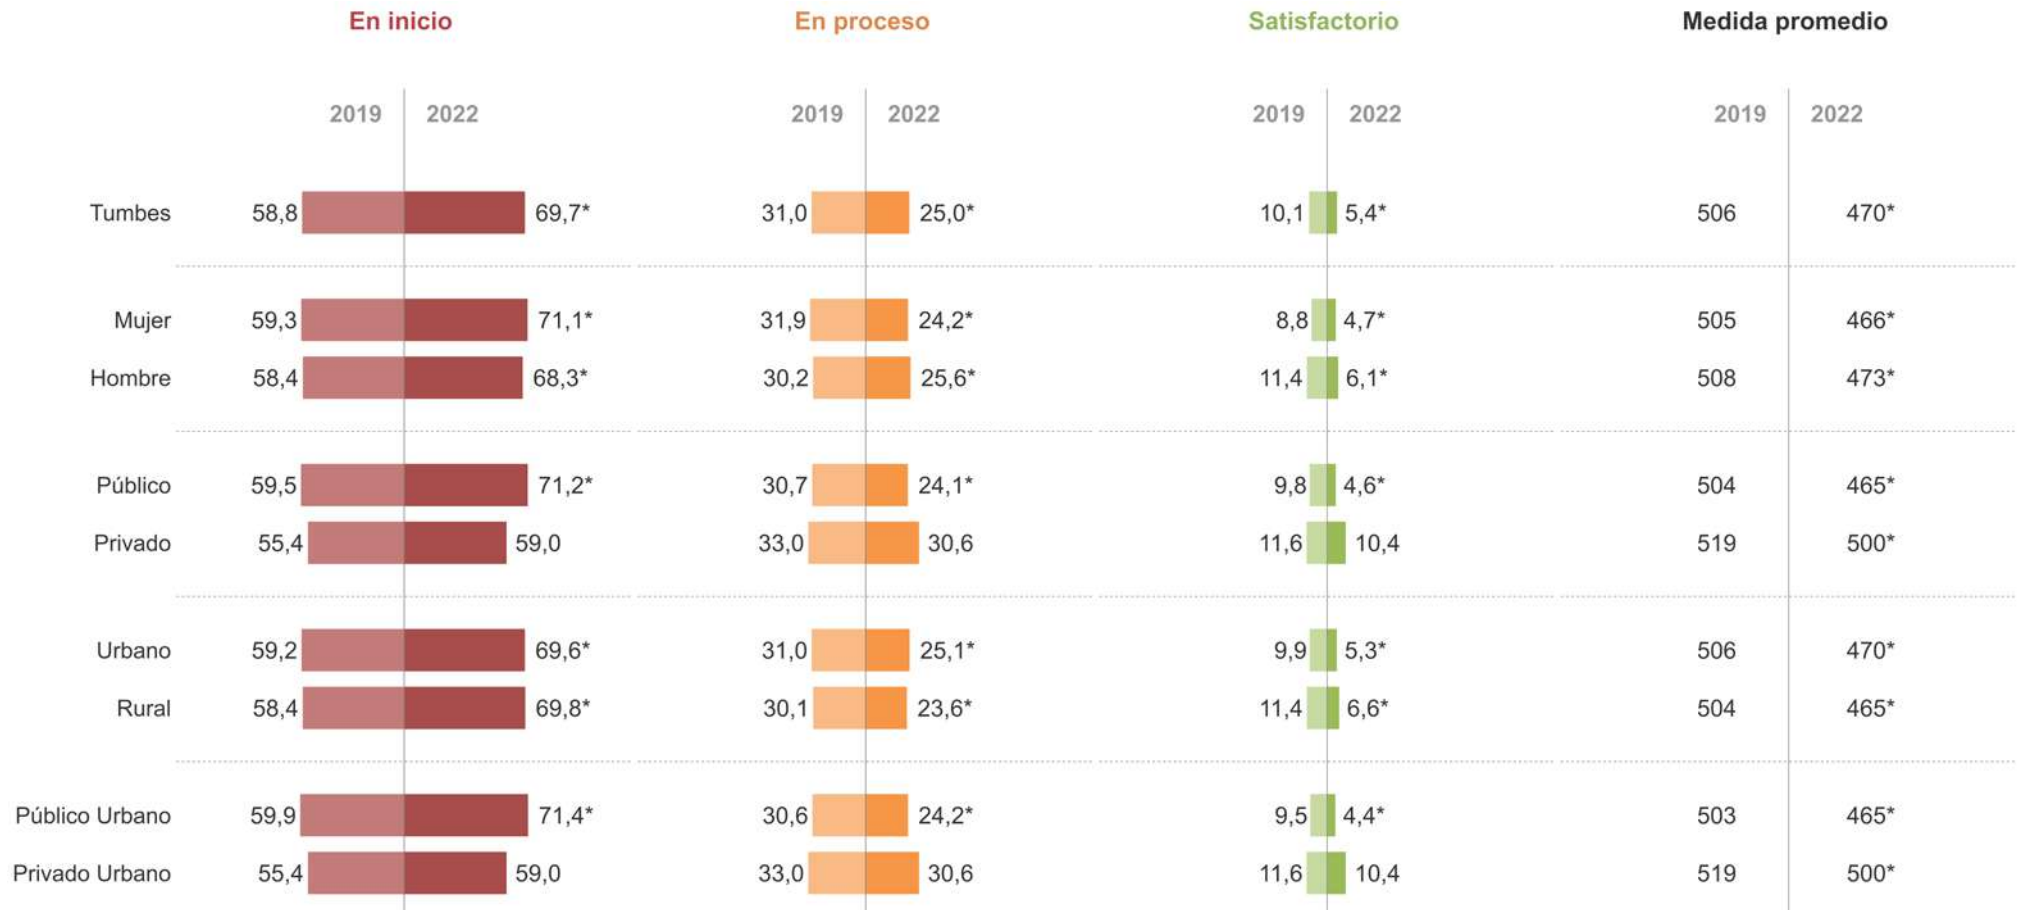 En inicio En proceso Satisfactorio Medida promedio
2019 2022 2019 2022 2019 2022 2019 2022
Tumbes 58,8 69,7* 31,0 25,0* 10,1 5,4* 506 470*
Mujer 59,3 71,1* 31,9 24,2* 8,8 4,7* 505 466*
Hombre 58,4 68,3* 30,2 25,6* 11,4 6,1* 508 473*
Público 59,5 71,2* 30,7 24,1* 9,8 4,6* 504 465*
Privado 55,4 59,0 33,0 30,6 11,6 10,4 519 500*
Urbano 59,2 69,6* 31,0 25,1* 9,9 5,3* 506 470*
Rural 58,4 69,8* 30,1 23,6* 11,4 6,6* 504 465*
Público Urbano 59,9 71,4* 30,6 24,2* 9,5 4,4* 503 465*
Privado Urbano 55,4 59,0 33,0 30,6 11,6 10,4 519 500*